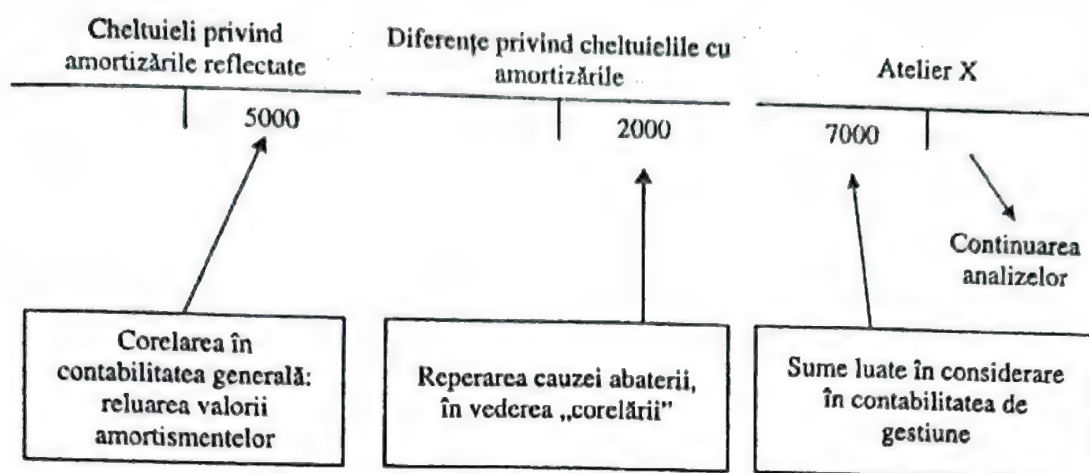 Cheltuieli privind
amortizările reflectate
Diferențe privind cheltuielile cu
amortizările
Atelier X
5000
2000
7000
Continuarea
analizelor
Corelarea în
contabilitatea generală:
reluarea valorii
amortismentelor
Reperarea cauzei abaterii,
în vederea „corelării”
Sume luate în considerare
în contabilitatea de
gestiune